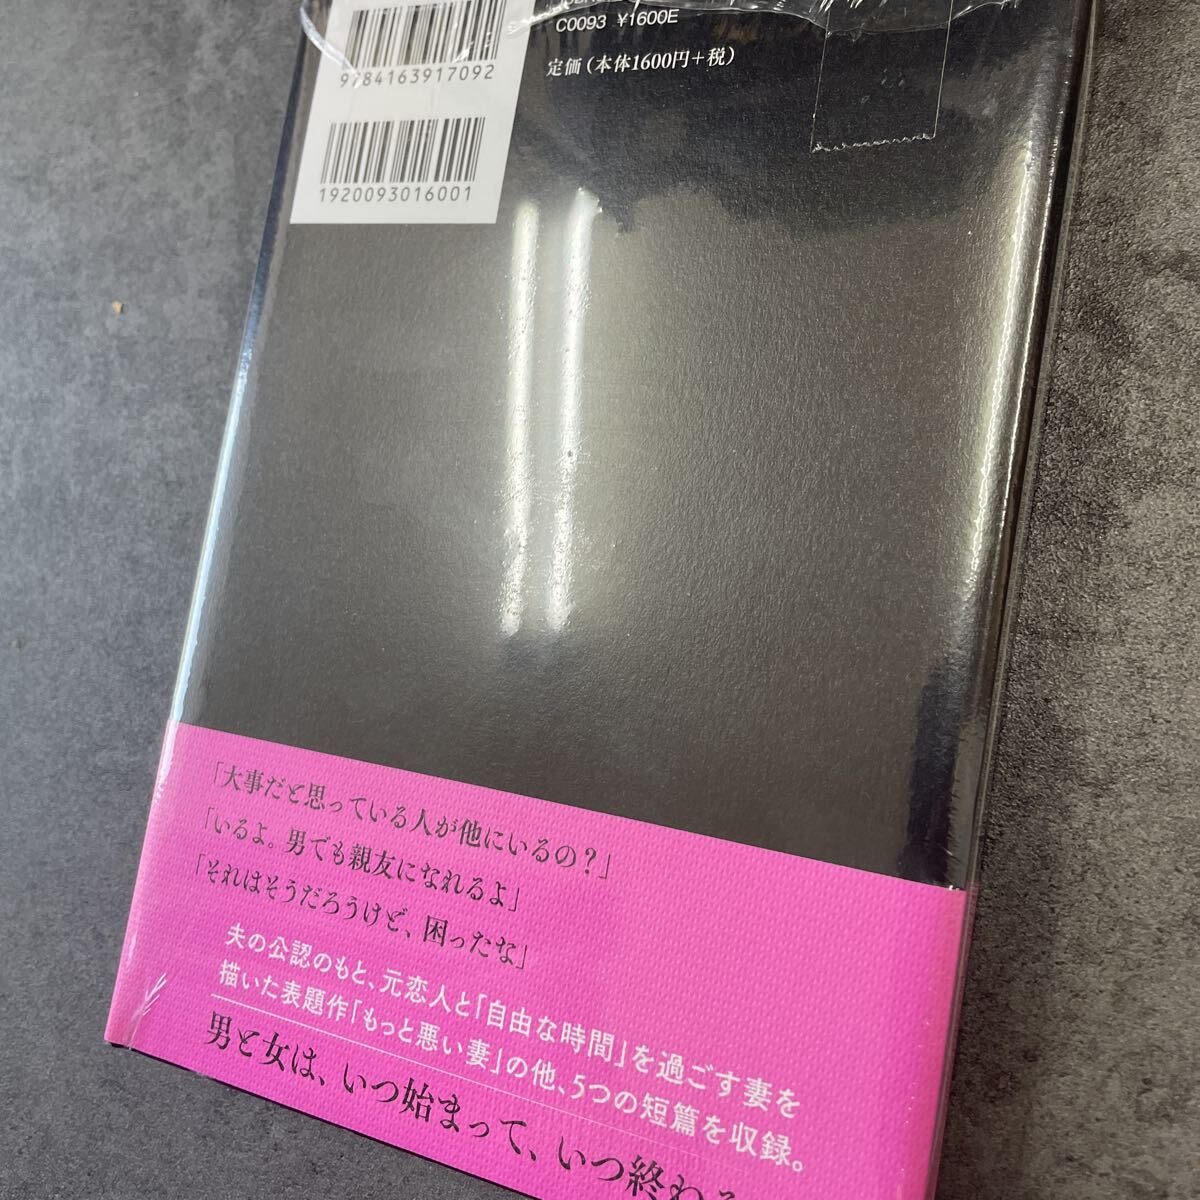 9784163917092
1920093016001
C0093 ¥1600E
定価(本体1600円+税)
「大事だと思っている人が他にいるの?」
「いるよ。男でも親友になれるよ」
「それはそうだろうけど、困ったな」
夫の公認のもと、元恋人と「自由な時間」を過ごす妻を
描いた表題作「もっと悪い妻」の他、5つの短篇を収録。
男と女は、いつ始まって、いつ終わ